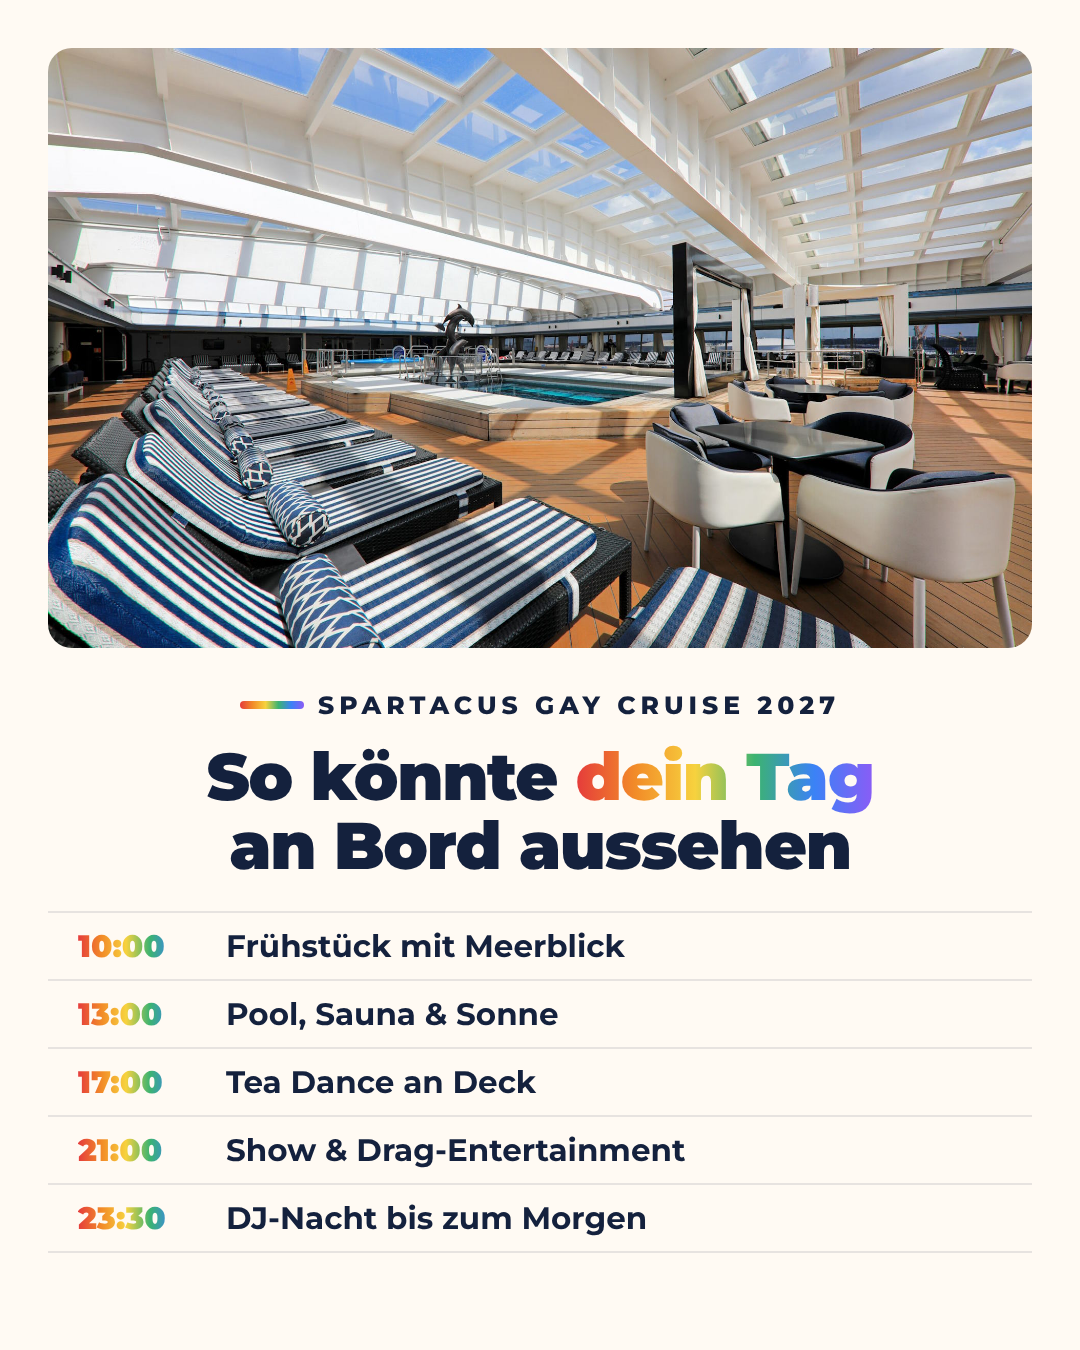 SPARTACUS GAY CRUISE 2027
So könnte dein Tag
an Bord aussehen
10:00 Frühstück mit Meerblick
13:00 Pool, Sauna & Sonne
17:00 Tea Dance an Deck
21:00 Show & Drag-Entertainment
23:30 DJ-Nacht bis zum Morgen